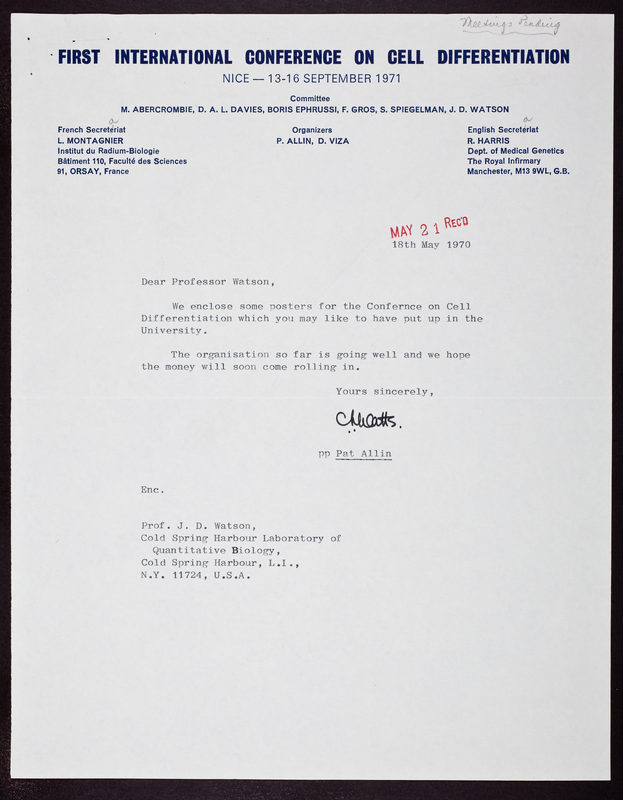 Meetings Pending
FIRST INTERNATIONAL CONFERENCE ON CELL DIFFERENTIATION
NICE — 13-16 SEPTEMBER 1971
Committee
M. ABERCROMBIE, D. A. L. DAVIES, BORIS EPHRUSSI, F. GROS, S. SPIEGELMAN, J. D. WATSON
a
French Secreteriat
L. MONTAGNIER
Institut du Radium-Biologie
Bâtiment 110, Faculté des Sciences
91, ORSAY, France
Organizers
P. ALLIN, D. VIZA
a
English Secreteriat
R. HARRIS
Dept. of Medical Genetics
The Royal Infirmary
Manchester, M13 9WL, G.B.
MAY 21 REC'D
18th May 1970
Dear Professor Watson,
We enclose some posters for the Confernce on Cell
Differentiation which you may like to have put up in the
University.
The organisation so far is going well and we hope
the money will soon come rolling in.
Yours sincerely,
pp Pat Allin
Enc.
Prof. J. D. Watson,
Cold Spring Harbour Laboratory of
Quantitative Biology,
Cold Spring Harbour, L.I.,
N.Y. 11724, U.S.A.